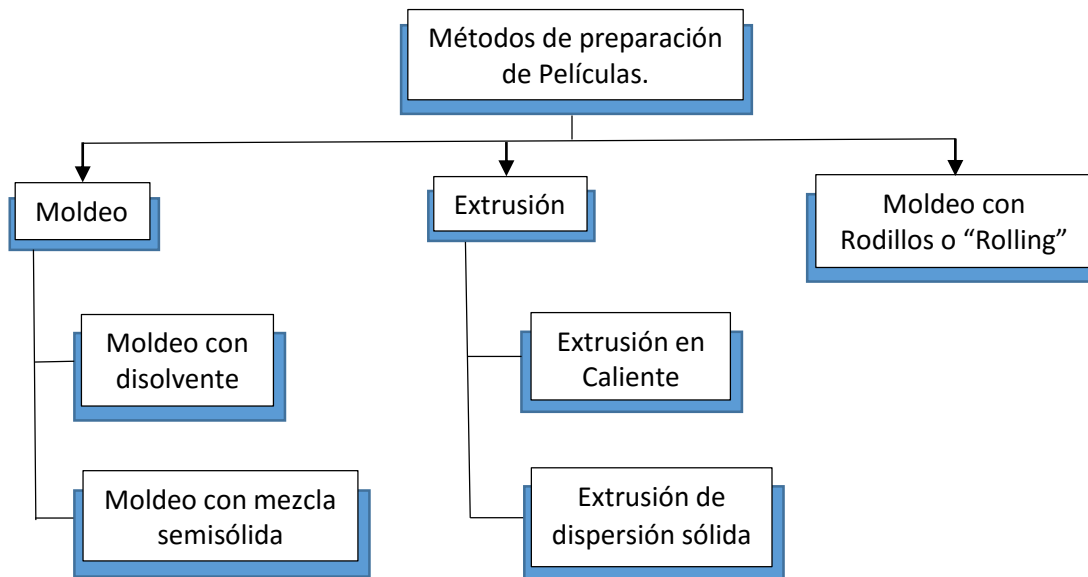 Métodos de preparación
de Películas.
Moldeo
Extrusión
Moldeo con
Rodillos o “Rolling”
Moldeo con
disolvente
Extrusión en
Caliente
Moldeo con mezcla
semisólida
Extrusión de
dispersión sólida